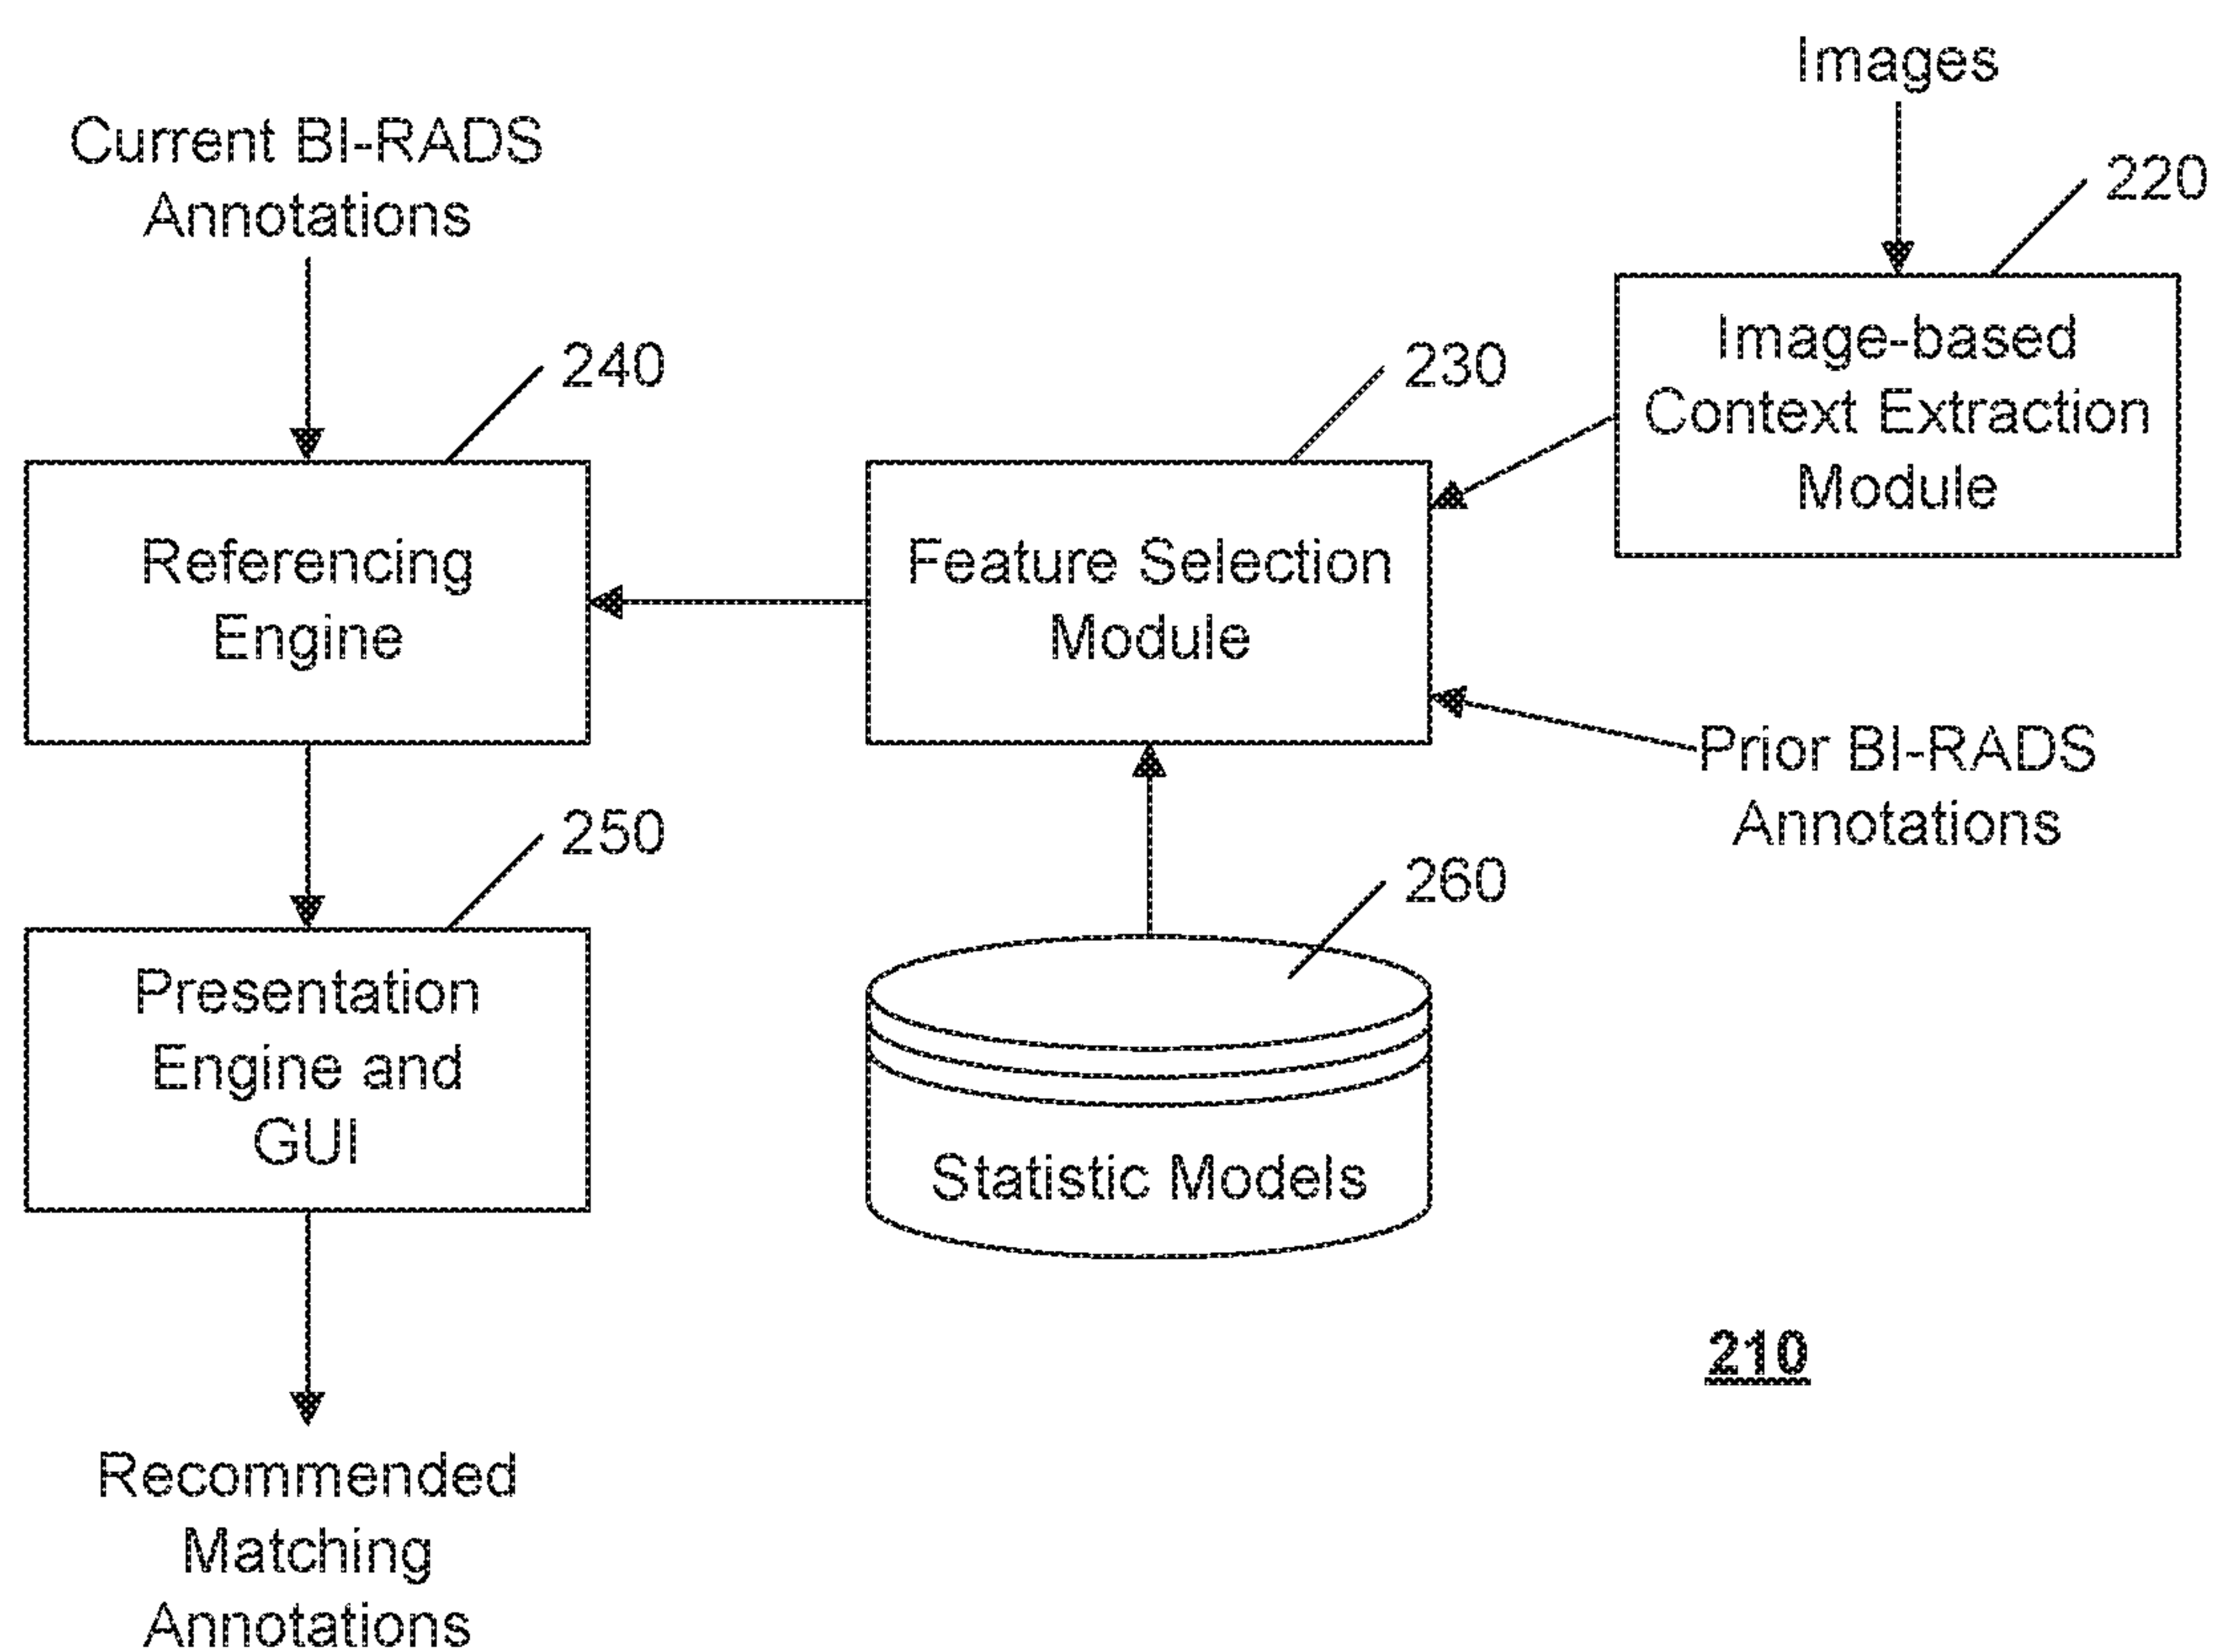 Images
Current BI-RADS
Annotations
220
240
230
Image-based
Context Extraction
Module
Referencing
Engine
Feature Selection
Module
Prior BI-RADS
Annotations
250
260
Presentation
Engine and
GUI
Statistic Models
210
Recommended
Matching
Annotations